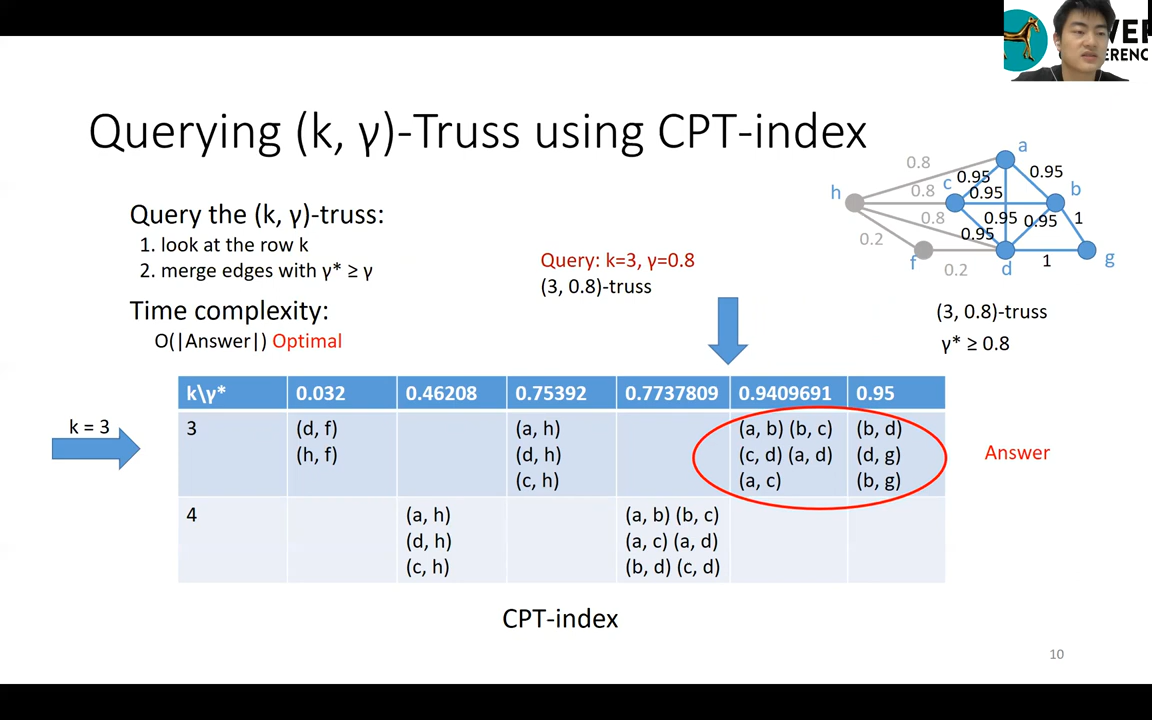 Querying (k, γ)-Truss using CPT-index
Query the (k, γ)-truss:
1. look at the row k
2. merge edges with γ* ≥ γ
Time complexity:
O(|Answer|) Optimal
Query: k=3, γ=0.8
(3, 0.8)-truss
a
0.8
0.95
0.95
h
c
0.8
0.95
b
0.8
0.95
0.95
1
0.2
0.95
f
0.2
d
1
g
(3, 0.8)-truss
γ* ≥ 0.8
k = 3
k\γ* 0.032 0.46208 0.75392 0.7737809 0.9409691 0.95
3 (d, f) (a, h) (a, b) (b, c) (b, d)
(h, f) (d, h) (c, d) (a, d) (d, g)
(c, h) (a, c) (b, g)
Answer
4 (a, h) (a, b) (b, c)
(d, h) (a, c) (a, d)
(c, h) (b, d) (c, d)
CPT-index
10